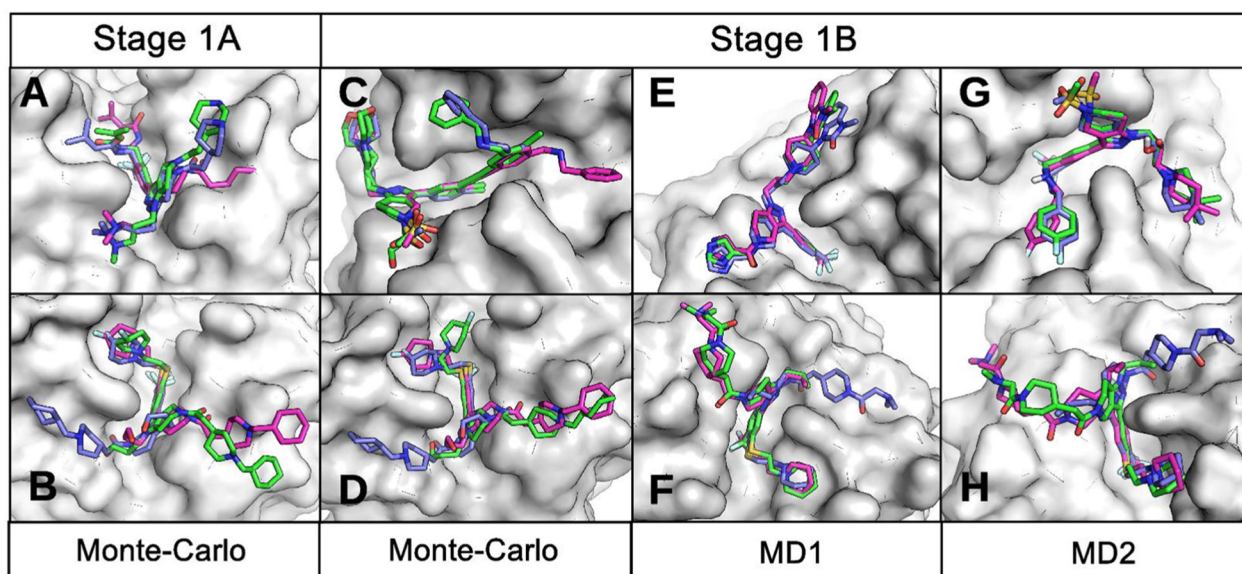 Stage 1A
Stage 1B
A
C
E
G
B
D
F
H
Monte-Carlo
Monte-Carlo
MD1
MD2